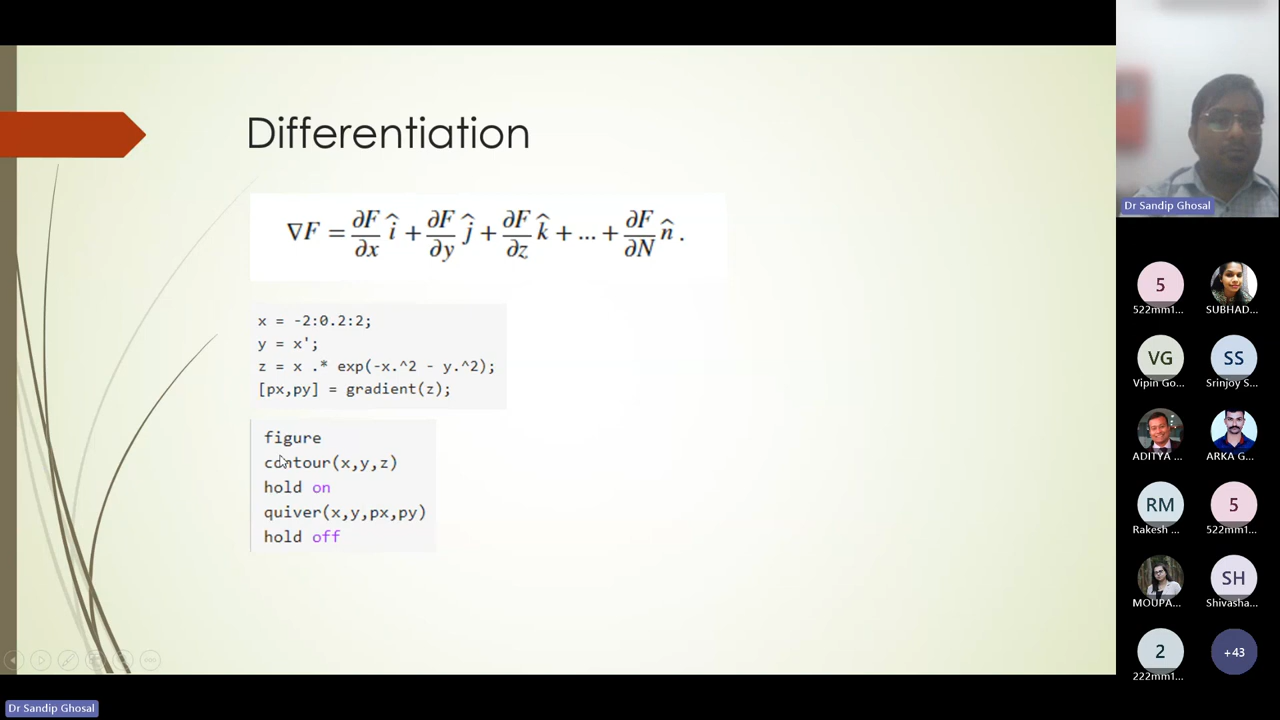 Differentiation
∇F = ∂F/∂x î + ∂F/∂y ĵ + ∂F/∂z k̂ + ... + ∂F/∂N n̂ .
x = -2:0.2:2;
y = x';
z = x .* exp(-x.^2 - y.^2);
[px,py] = gradient(z);
figure
contour(x,y,z)
hold on
quiver(x,y,px,py)
hold off
Dr Sandip Ghosal
5
522mm1...
SUBHAD...
VG
Vipin Go...
SS
Srinjoy S...
ADITYA ...
ARKA G...
RM
Rakesh ...
5
522mm1...
MOUPA...
SH
Shivasha...
2
222mm1...
+43
Dr Sandip Ghosal